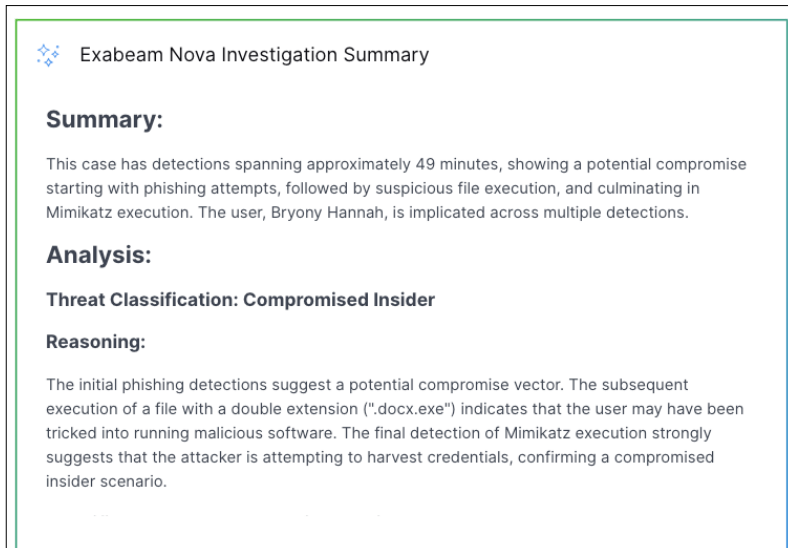 Exabeam Nova Investigation Summary
Summary:
This case has detections spanning approximately 49 minutes, showing a potential compromise
starting with phishing attempts, followed by suspicious file execution, and culminating in
Mimikatz execution. The user, Bryony Hannah, is implicated across multiple detections.
Analysis:
Threat Classification: Compromised Insider
Reasoning:
The initial phishing detections suggest a potential compromise vector. The subsequent
execution of a file with a double extension (".docx.exe") indicates that the user may have been
tricked into running malicious software. The final detection of Mimikatz execution strongly
suggests that the attacker is attempting to harvest credentials, confirming a compromised
insider scenario.